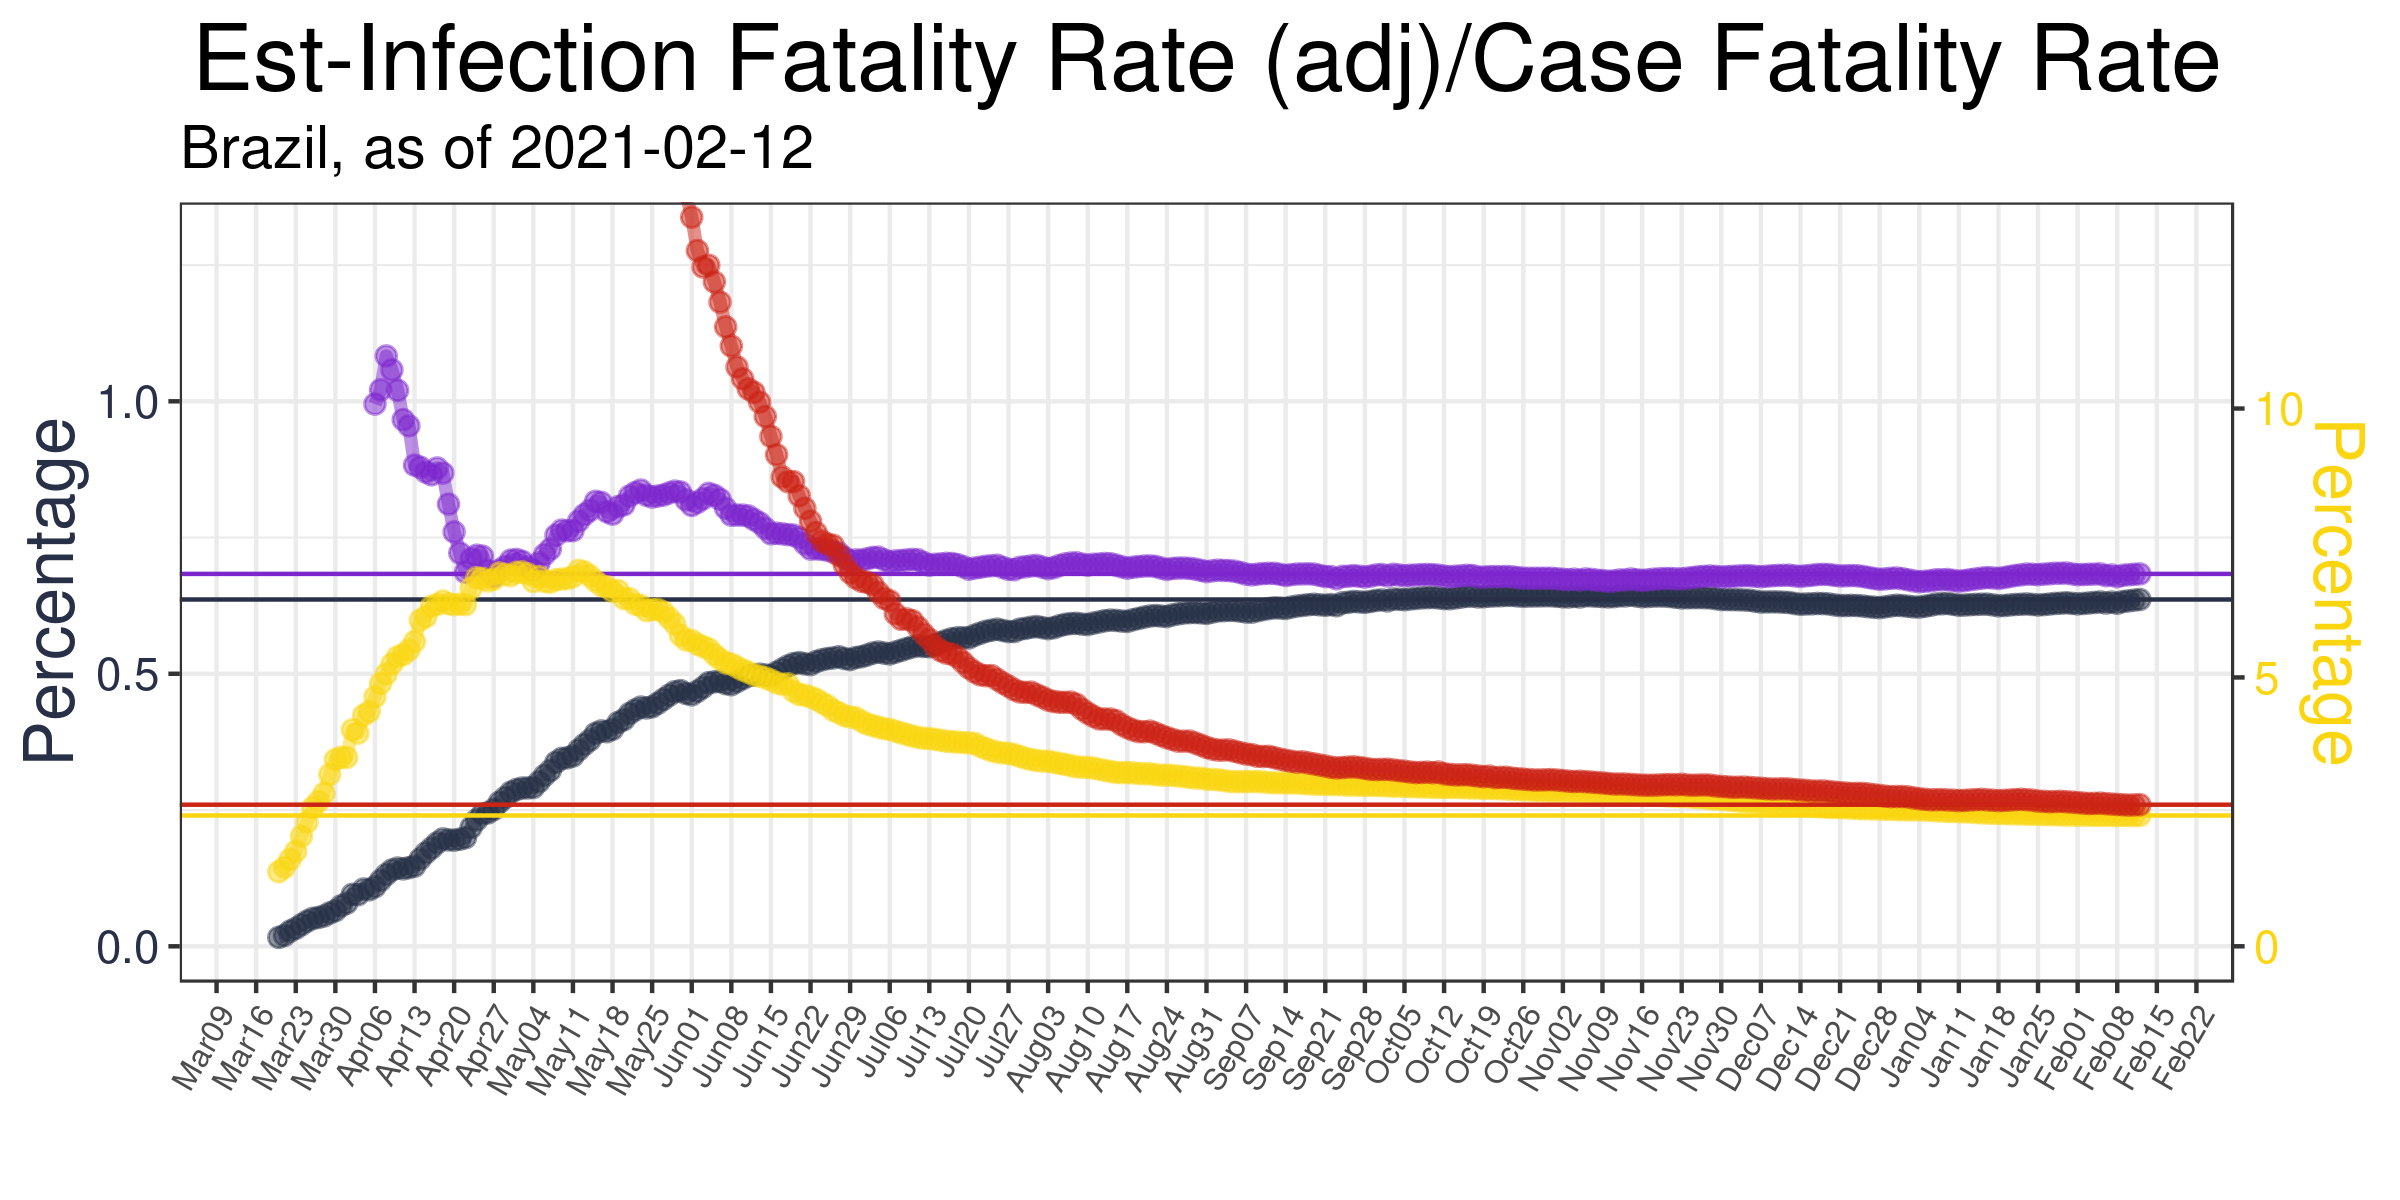 Est-Infection Fatality Rate (adj)/Case Fatality Rate
Brazil, as of 2021-02-12
Percentage
1.0
0.5
0.0
10
5
0
Percentage
Mar09
Mar16
Mar23
Mar30
Apr06
Apr13
Apr20
Apr27
May04
May11
May18
May25
Jun01
Jun08
Jun15
Jun22
Jun29
Jul06
Jul13
Jul20
Jul27
Aug03
Aug10
Aug17
Aug24
Aug31
Sep07
Sep14
Sep21
Sep28
Oct05
Oct12
Oct19
Oct26
Nov02
Nov09
Nov16
Nov23
Nov30
Dec07
Dec14
Dec21
Dec28
Jan04
Jan11
Jan18
Jan25
Feb01
Feb08
Feb15
Feb22